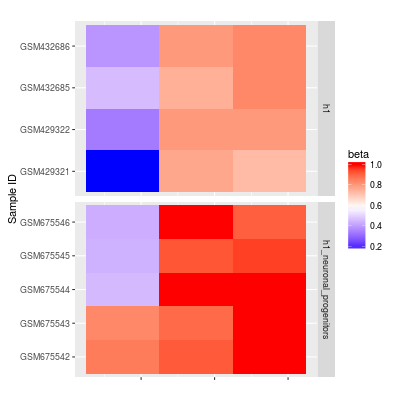 GSM432686
GSM432685
GSM429322
GSM429321
h1
Sample ID
GSM675546
GSM675545
GSM675544
GSM675543
GSM675542
h1_neuronal_progenitors
beta
1.0
0.8
0.6
0.4
0.2